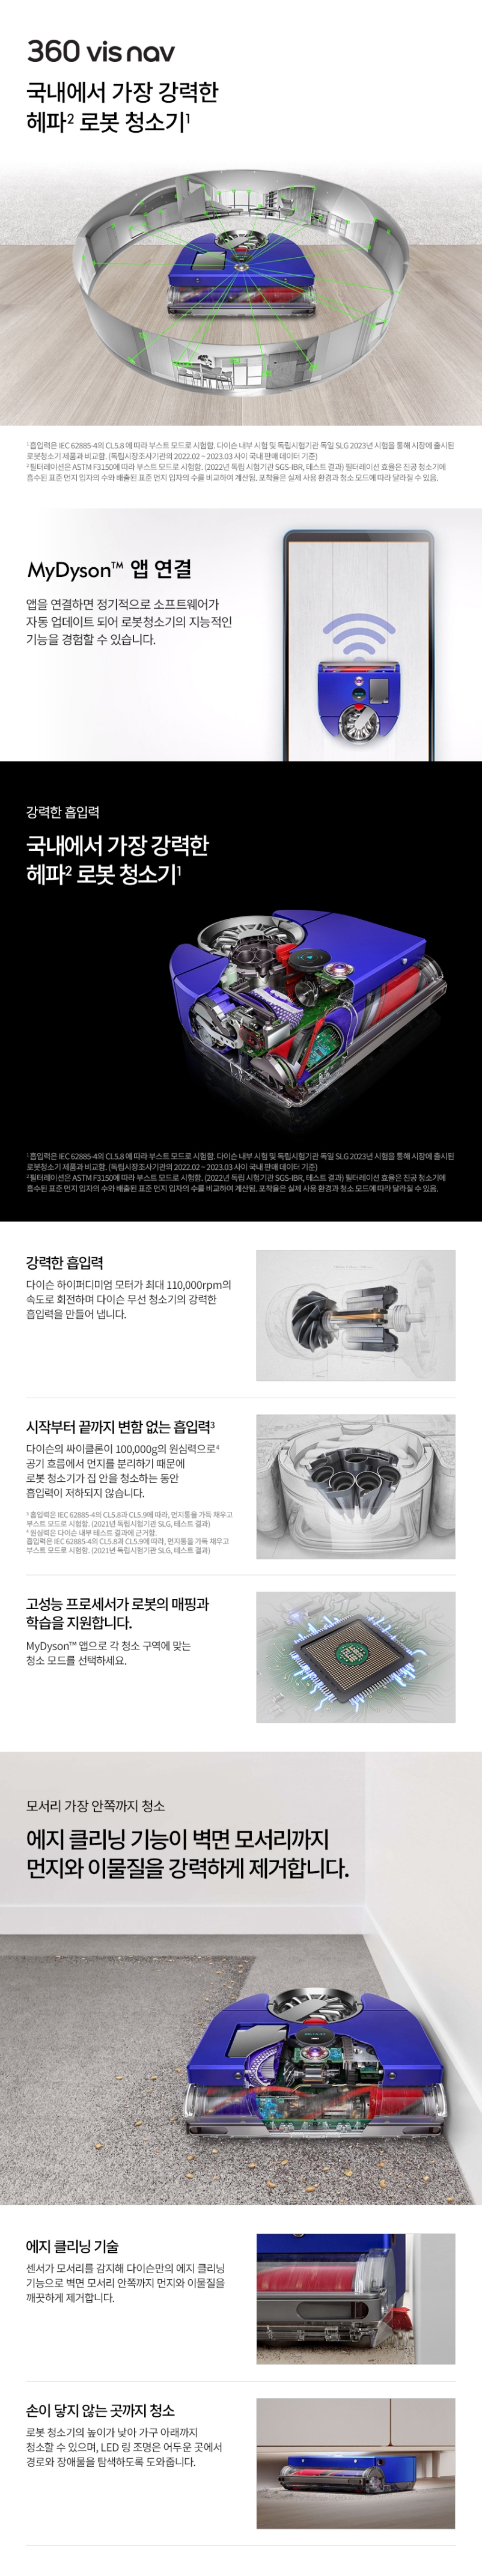 360 vis nav
국내에서 가장 강력한
헤파² 로봇 청소기¹
¹ 흡입력은 IEC 62885-4의 CL5.8 에 따라 부스트 모드로 시험함. 다이슨 내부 시험 및 독립시험기관 독일 SLG 2023년 시험을 통해 시장에 출시된
로봇청소기 제품과 비교함. (독립시장조사기관의 2022.02 ~ 2023.03 사이 국내 판매 데이터 기준)
² 필터레이션은 ASTM F3150에 따라 부스트 모드로 시험함. (2022년 독립 시험기관 SGS-IBR, 테스트 결과) 필터레이션 효율은 진공 청소기에
흡수된 표준 먼지 입자의 수와 배출된 표준 먼지 입자의 수를 비교하여 계산됨. 포착율은 실제 사용 환경과 청소 모드에 따라 달라질 수 있음.
MyDyson™ 앱 연결
앱을 연결하면 정기적으로 소프트웨어가
자동 업데이트 되어 로봇청소기의 지능적인
기능을 경험할 수 있습니다.
강력한 흡입력
국내에서 가장 강력한
헤파² 로봇 청소기¹
¹ 흡입력은 IEC 62885-4의 CL5.8 에 따라 부스트 모드로 시험함. 다이슨 내부 시험 및 독립시험기관 독일 SLG 2023년 시험을 통해 시장에 출시된
로봇청소기 제품과 비교함. (독립시장조사기관의 2022.02 ~ 2023.03 사이 국내 판매 데이터 기준)
² 필터레이션은 ASTM F3150에 따라 부스트 모드로 시험함. (2022년 독립 시험기관 SGS-IBR, 테스트 결과) 필터레이션 효율은 진공 청소기에
흡수된 표준 먼지 입자의 수와 배출된 표준 먼지 입자의 수를 비교하여 계산됨. 포착율은 실제 사용 환경과 청소 모드에 따라 달라질 수 있음.
강력한 흡입력
다이슨 하이퍼디미엄 모터가 최대 110,000rpm의
속도로 회전하며 다이슨 무선 청소기의 강력한
흡입력을 만들어 냅니다.
시작부터 끝까지 변함 없는 흡입력³
다이슨의 싸이클론이 100,000g의 원심력으로⁴
공기 흐름에서 먼지를 분리하기 때문에
로봇 청소기가 집 안을 청소하는 동안
흡입력이 저하되지 않습니다.
³ 흡입력은 IEC 62885-4의 CL5.8과 CL5.9에 따라, 먼지통을 가득 채우고
부스트 모드로 시험함. (2021년 독립시험기관 SLG, 테스트 결과)
⁴ 원심력은 다이슨 내부 테스트 결과에 근거함.
흡입력은 IEC 62885-4의 CL5.8과 CL5.9에 따라, 먼지통을 가득 채우고
부스트 모드로 시험함. (2021년 독립시험기관 SLG, 테스트 결과)
고성능 프로세서가 로봇의 매핑과
학습을 지원합니다.
MyDyson™ 앱으로 각 청소 구역에 맞는
청소 모드를 선택하세요.
모서리 가장 안쪽까지 청소
에지 클리닝 기능이 벽면 모서리까지
먼지와 이물질을 강력하게 제거합니다.
에지 클리닝 기술
센서가 모서리를 감지해 다이슨만의 에지 클리닝
기능으로 벽면 모서리 안쪽까지 먼지와 이물질을
깨끗하게 제거합니다.
손이 닿지 않는 곳까지 청소
로봇 청소기의 높이가 낮아 가구 아래까지
청소할 수 있으며, LED 링 조명은 어두운 곳에서
경로와 장애물을 탐색하도록 도와줍니다.